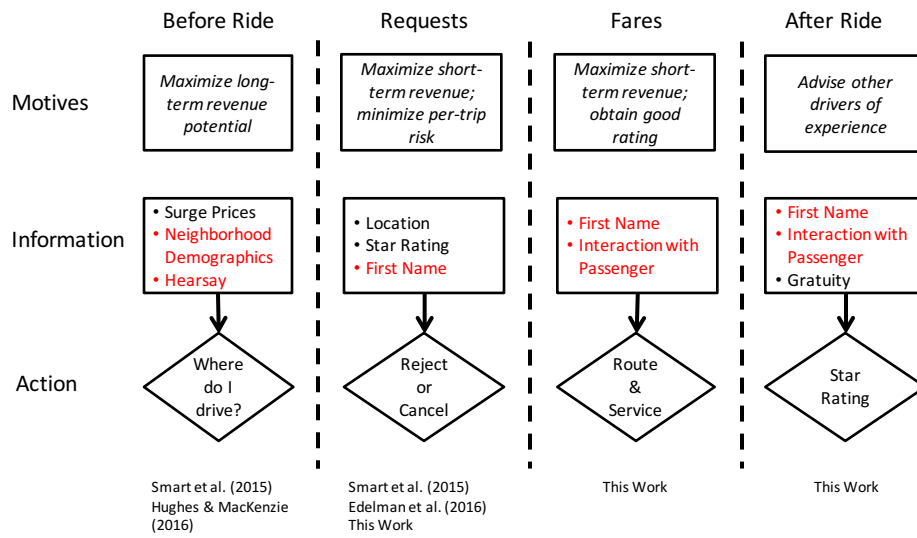 Before Ride
Requests
Fares
After Ride
Motives
Maximize long-
term revenue
potential
Maximize short-
term revenue;
minimize per-trip
risk
Maximize short-
term revenue;
obtain good
rating
Advise other
drivers of
experience
Information
• Surge Prices
• Neighborhood
Demographics
• Hearsay
• Location
• Star Rating
• First Name
• First Name
• Interaction with
Passenger
• First Name
• Interaction with
Passenger
• Gratuity
Action
Where
do I
drive?
Reject
or
Cancel
Route
&
Service
Star
Rating
Smart et al. (2015)
Hughes & MacKenzie
(2016)
Smart et al. (2015)
Edelman et al. (2016)
This Work
This Work
This Work